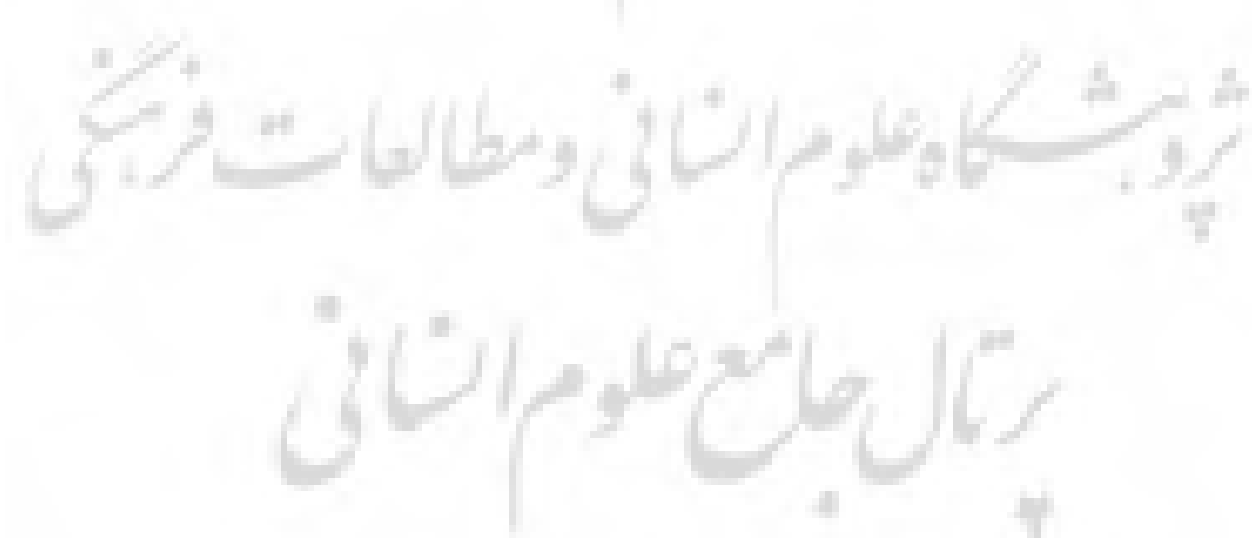 پژوهشگاه علوم انسانی و مطالعات فرهنگی
پرتال جامع علوم انسانی